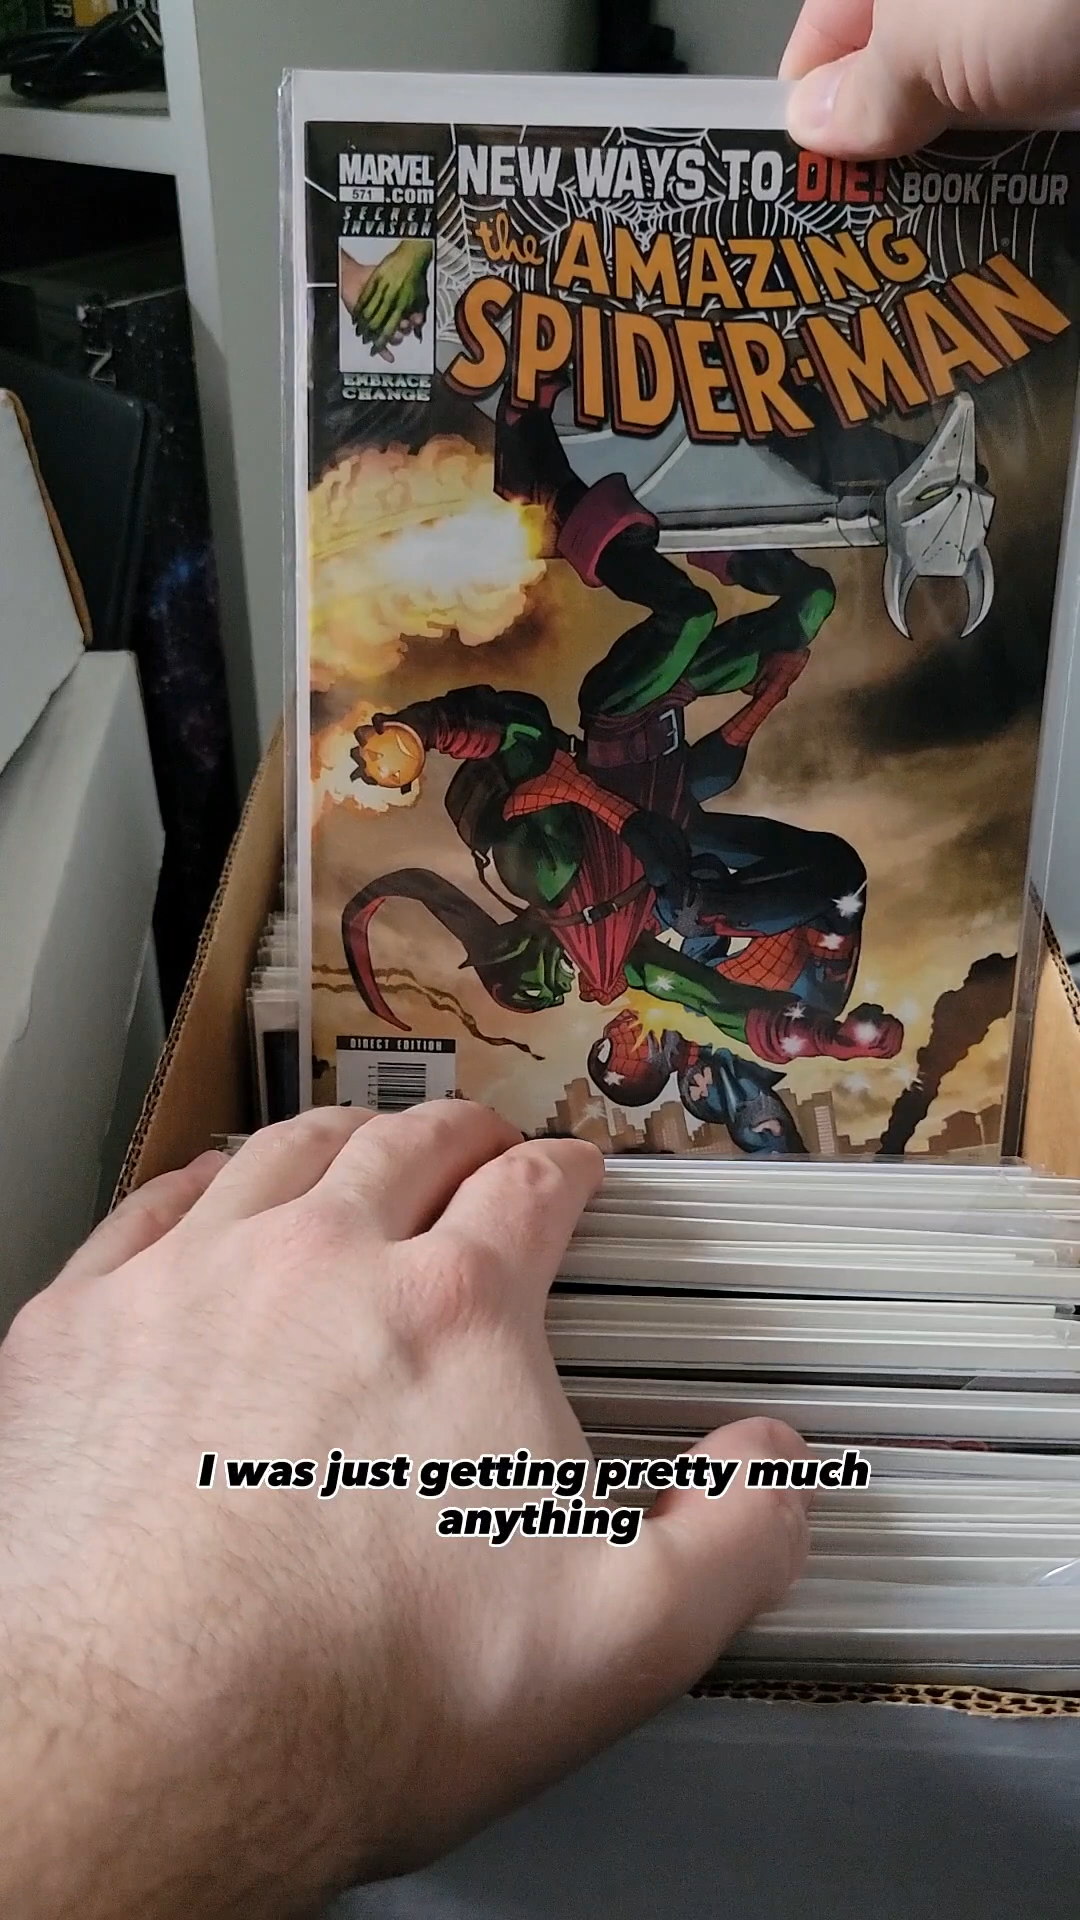 NEW WAYS TO DIE! BOOK FOUR
MARVEL
571 .com
SECRET
INVASION
the AMAZING
SPIDER-MAN
EMBRACE
CHANGE
DIRECT EDITION
I was just getting pretty much
anything